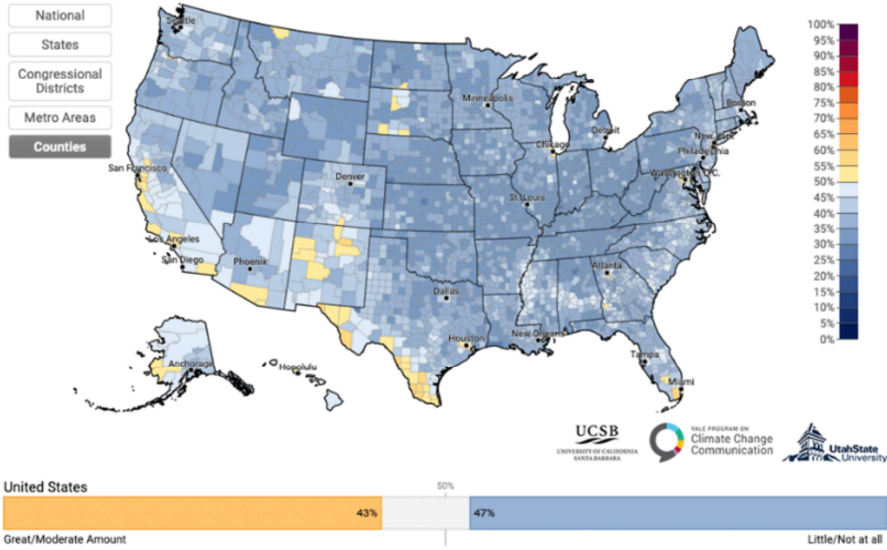 National
States
Congressional
Districts
Metro Areas
Counties
Seattle
Minneapolis
Boston
Detroit
New York
Chicago
Philadelphia
San Francisco
Washington, D.C.
Denver
St. Louis
Los Angeles
San Diego
Phoenix
Atlanta
Dallas
Houston
New Orleans
Tampa
Miami
Anchorage
Honolulu
100%
95%
90%
85%
80%
75%
70%
65%
60%
55%
50%
45%
40%
35%
30%
25%
20%
15%
10%
5%
0%
UCSB
UNIVERSITY OF CALIFORNIA
SANTA BARBARA
YALE PROGRAM ON
Climate Change
Communication
UtahState
University
United States
50%
43%
47%
Great/Moderate Amount
Little/Not at all